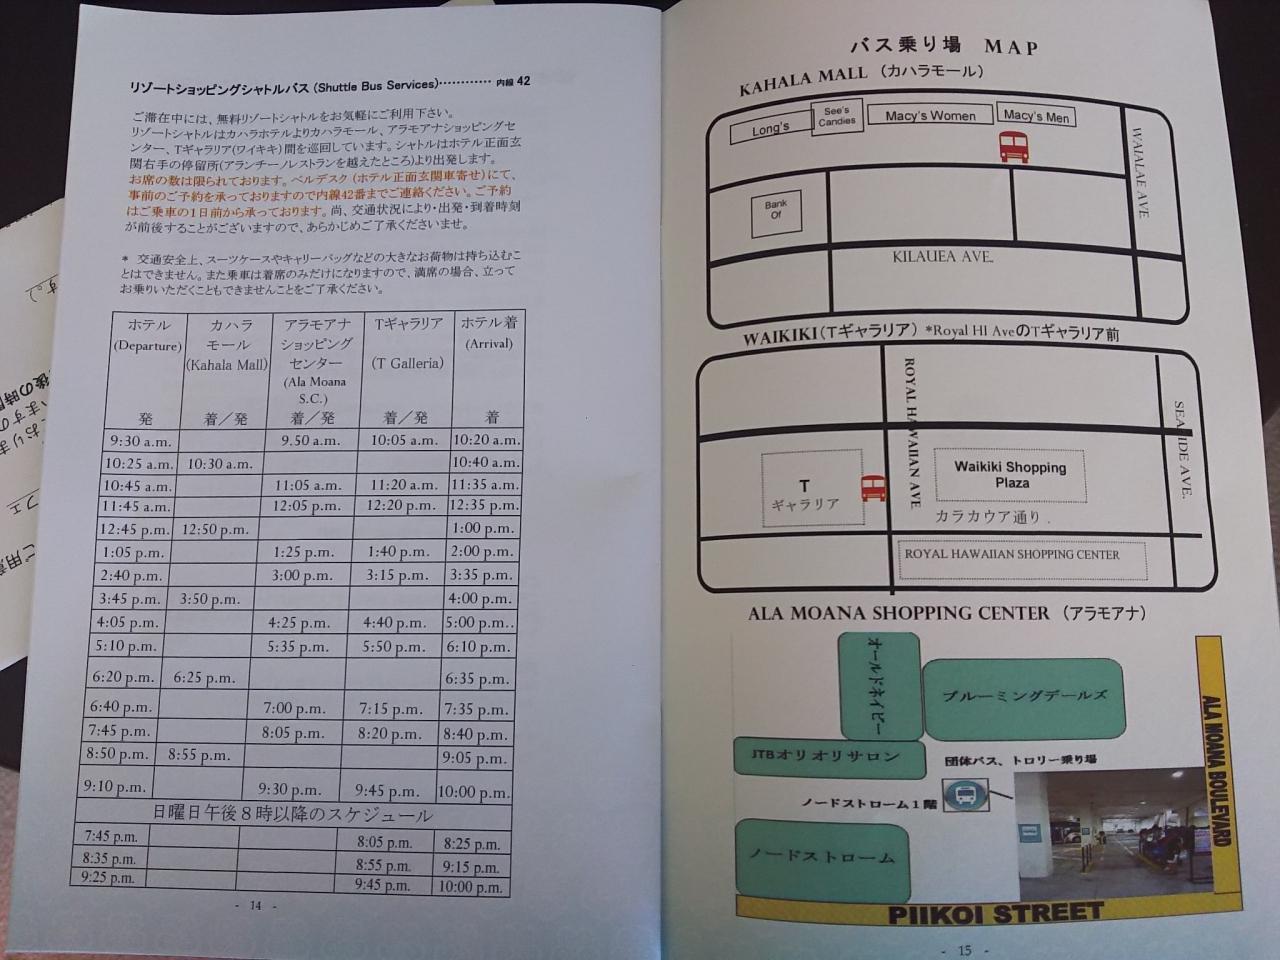 リゾートショッピングシャトルバス (Shuttle Bus Services)………… 内線 42
ご滞在中には、無料リゾートシャトルをお気軽にご利用下さい。
リゾートシャトルはカハラホテルよりカハラモール、アラモアナショッピングセ
ンター、Tギャラリア(ワイキキ)間を巡回しています。シャトルはホテル正面玄
関右手の停留所(アランチーノレストランを越えたところ)より出発します。
お席の数は限られております。ベルデスク (ホテル正面玄関車寄せ)にて、
事前のご予約を承っておりますので内線42番までご連絡ください。ご予約
はご乗車の1日前から承っております。尚、交通状況により・出発・到着時刻
が前後することがございますので、あらかじめご了承くださいませ。
* 交通安全上、スーツケースやキャリーバッグなどの大きなお荷物は持ち込むこ
とはできません。また乗車は着席のみだけになりますので、満席の場合、立って
お乗りいただくこともできませんことをご了承ください。
ホテル カハラ アラモアナ Tギャラリア ホテル着
(Departure) モール ショッピング (Arrival)
(Kahala Mall) センター (T Galleria)
(Ala Moana
S.C.)
発 着/発 着/発 着/発 着
9:30 a.m. 9.50 a.m. 10:05 a.m. 10:20 a.m.
10:25 a.m. 10:30 a.m. 10:40 a.m.
10:45 a.m. 11:05 a.m. 11:20 a.m. 11:35 a.m.
11:45 a.m. 12:05 p.m. 12:20 p.m. 12:35 p.m.
12:45 p.m. 12:50 p.m. 1:00 p.m.
1:05 p.m. 1:25 p.m. 1:40 p.m. 2:00 p.m.
2:40 p.m. 3:00 p.m. 3:15 p.m. 3:35 p.m.
3:45 p.m. 3:50 p.m. 4:00 p.m.
4:05 p.m. 4:25 p.m. 4:40 p.m. 5:00 p.m..
5:10 p.m. 5:35 p.m. 5:50 p.m. 6:10 p.m.
6:20 p.m. 6:25 p.m. 6:35 p.m.
6:40 p.m. 7:00 p.m. 7:15 p.m. 7:35 p.m.
7:45 p.m. 8:05 p.m. 8:20 p.m. 8:40 p.m.
8:50 p.m. 8:55 p.m. 9:05 p.m.
9:10 p.m. 9:30 p.m. 9:45 p.m. 10:00 p.m.
日曜日午後8時以降のスケジュール
7:45 p.m. 8:05 p.m. 8:25 p.m.
8:35 p.m. 8:55 p.m. 9:15 p.m.
9:25 p.m. 9:45 p.m. 10:00 p.m.
- 14 -
バス乗り場 MAP
KAHALA MALL (カハラモール)
Long's
See's
Candies
Macy's Women
Macy's Men
WAIALAE AVE
Bank
Of
KILAUEA AVE.
WAIKIKI(Tギャラリア) *Royal HI AveのTギャラリア前
ROYAL HAWAIIAN AVE
SEASIDE AVE.
T
ギャラリア
Waikiki Shopping
Plaza
カラカウア通り .
ROYAL HAWAIIAN SHOPPING CENTER
ALA MOANA SHOPPING CENTER (アラモアナ)
オールドネイビー
ブルーミングデールズ
JTBオリオリサロン
団体バス、トロリー乗り場
ノードストローム1階
ノードストローム
ALA MOANA BOULEVARD
PIIKOI STREET
- 15 -